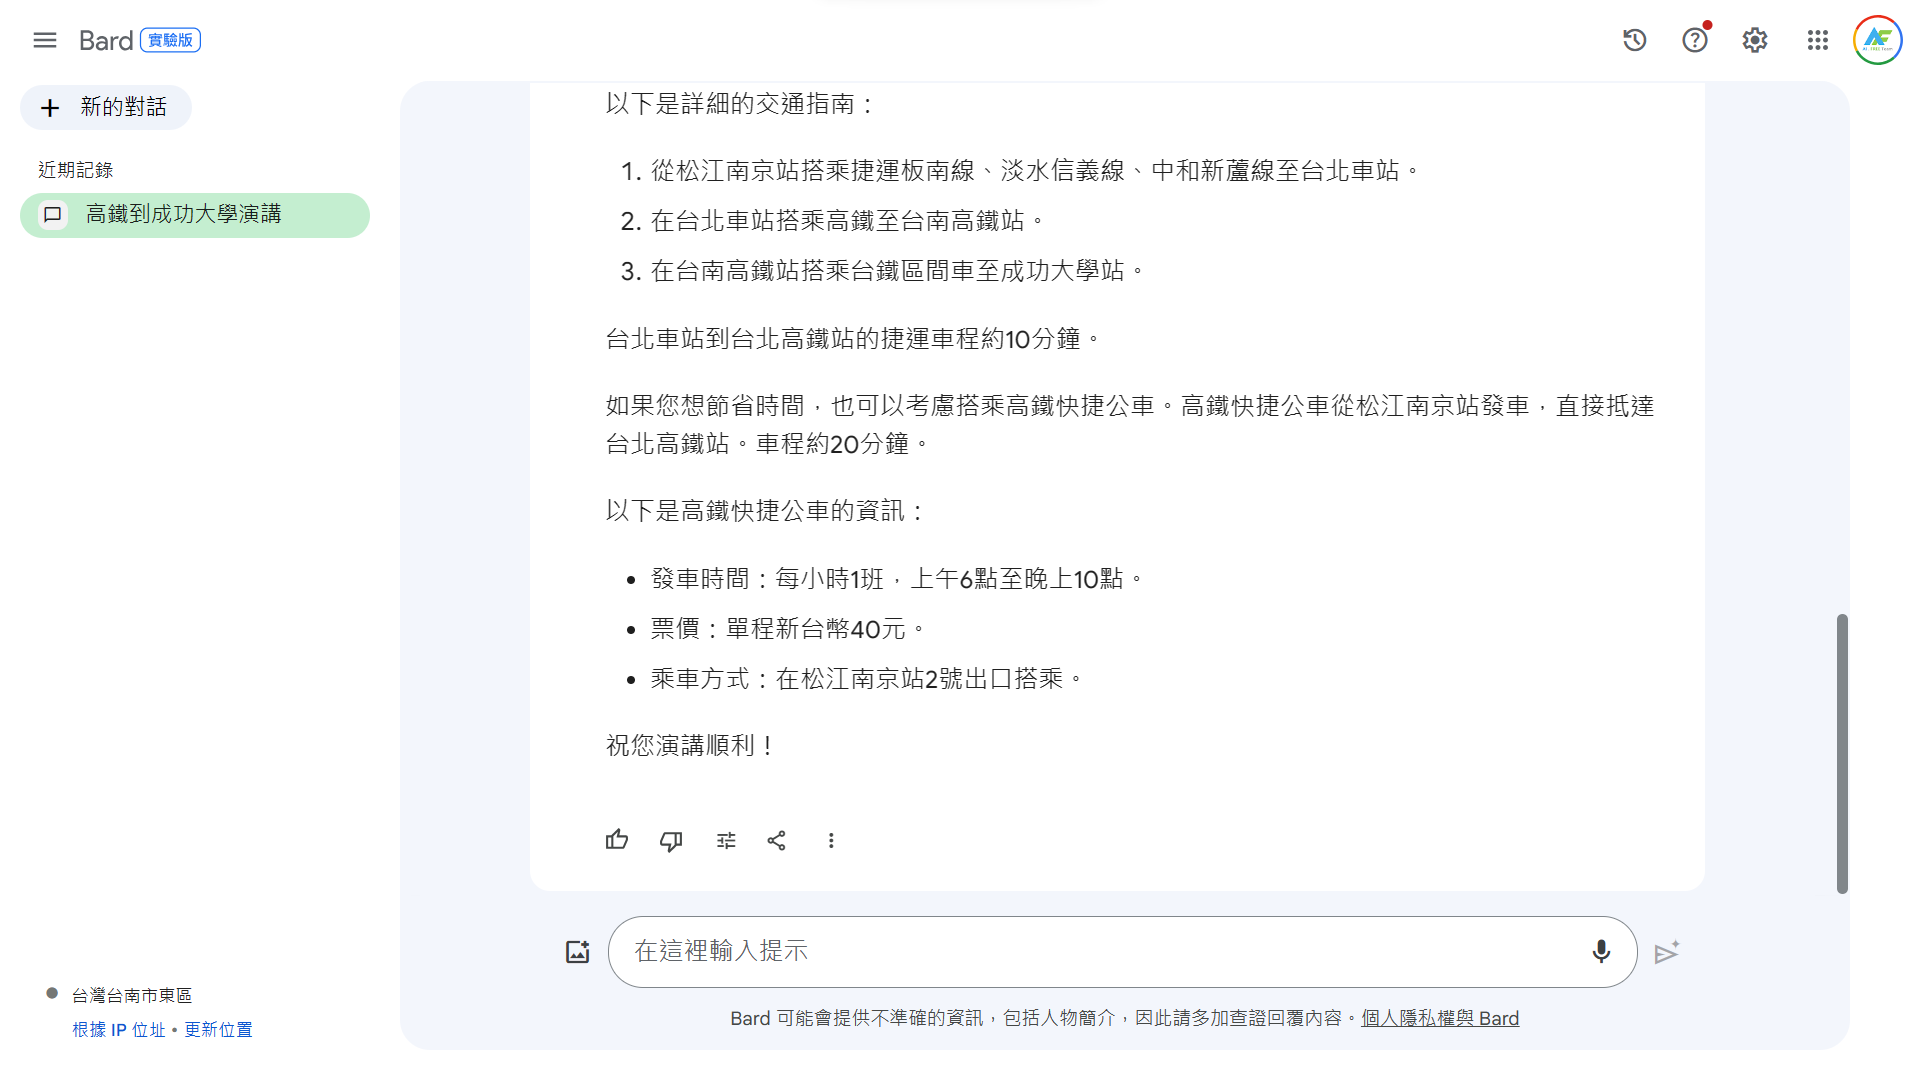 Bard 實驗版
新的對話
近期記錄
高鐵到成功大學演講
以下是詳細的交通指南：
1. 從松江南京站搭乘捷運板南線、淡水信義線、中和新蘆線至台北車站。
2. 在台北車站搭乘高鐵至台南高鐵站。
3. 在台南高鐵站搭乘台鐵區間車至成功大學站。
台北車站到台北高鐵站的捷運車程約10分鐘。
如果您想節省時間，也可以考慮搭乘高鐵快捷公車。高鐵快捷公車從松江南京站發車，直接抵達
台北高鐵站。車程約20分鐘。
以下是高鐵快捷公車的資訊：
• 發車時間：每小時1班，上午6點至晚上10點。
• 票價：單程新台幣40元。
• 乘車方式：在松江南京站2號出口搭乘。
祝您演講順利！
在這裡輸入提示
台灣台南市東區
根據 IP 位址 • 更新位置
Bard 可能會提供不準確的資訊，包括人物簡介，因此請多加查證回覆內容。個人隱私權與 Bard